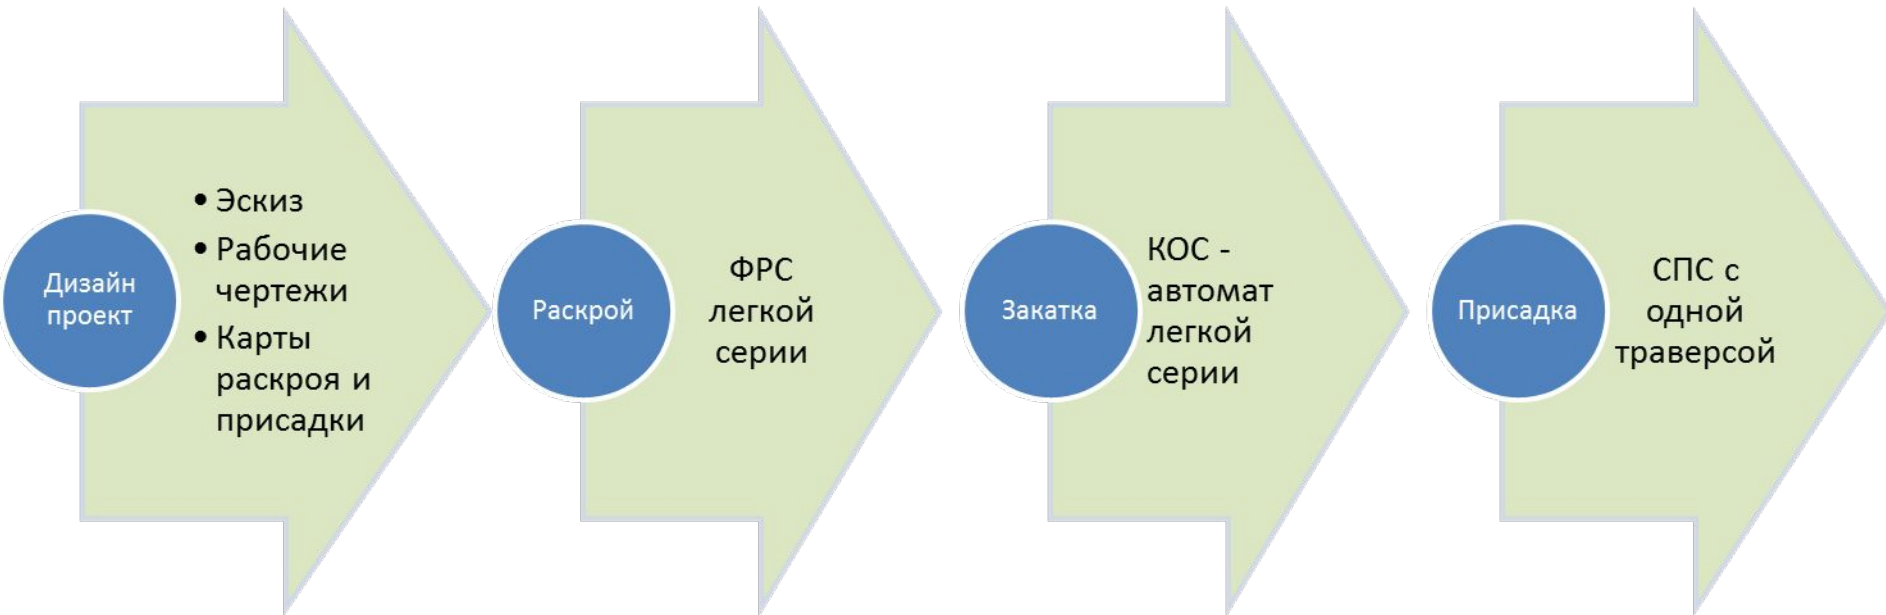 Дизайн
проект
• Эскиз
• Рабочие
чертежи
• Карты
раскроя и
присадки
Раскрой
ФРС
легкой
серии
Закатка
КОС -
автомат
легкой
серии
Присадка
СПС с
одной
траверсой